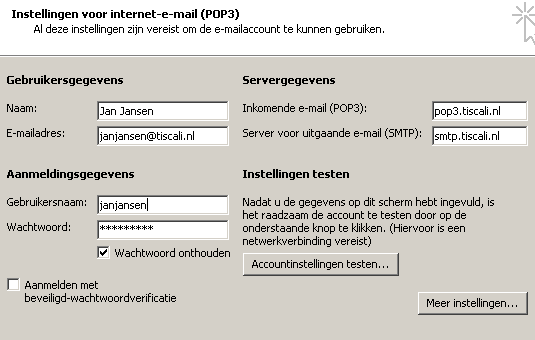 Instellingen voor internet-e-mail (POP3)
Al deze instellingen zijn vereist om de e-mailaccount te kunnen gebruiken.
Gebruikersgegevens
Naam: Jan Jansen
E-mailadres: janjansen@tiscali.nl
Servergegevens
Inkomende e-mail (POP3): pop3.tiscali.nl
Server voor uitgaande e-mail (SMTP): smtp.tiscali.nl
Aanmeldingsgegevens
Gebruikersnaam: janjansen
Wachtwoord: *********
Wachtwoord onthouden
Aanmelden met
beveiligd-wachtwoordverificatie
Instellingen testen
Nadat u de gegevens op dit scherm hebt ingevuld, is
het raadzaam de account te testen door op de
onderstaande knop te klikken. (Hiervoor is een
netwerkverbinding vereist)
Accountinstellingen testen...
Meer instellingen...